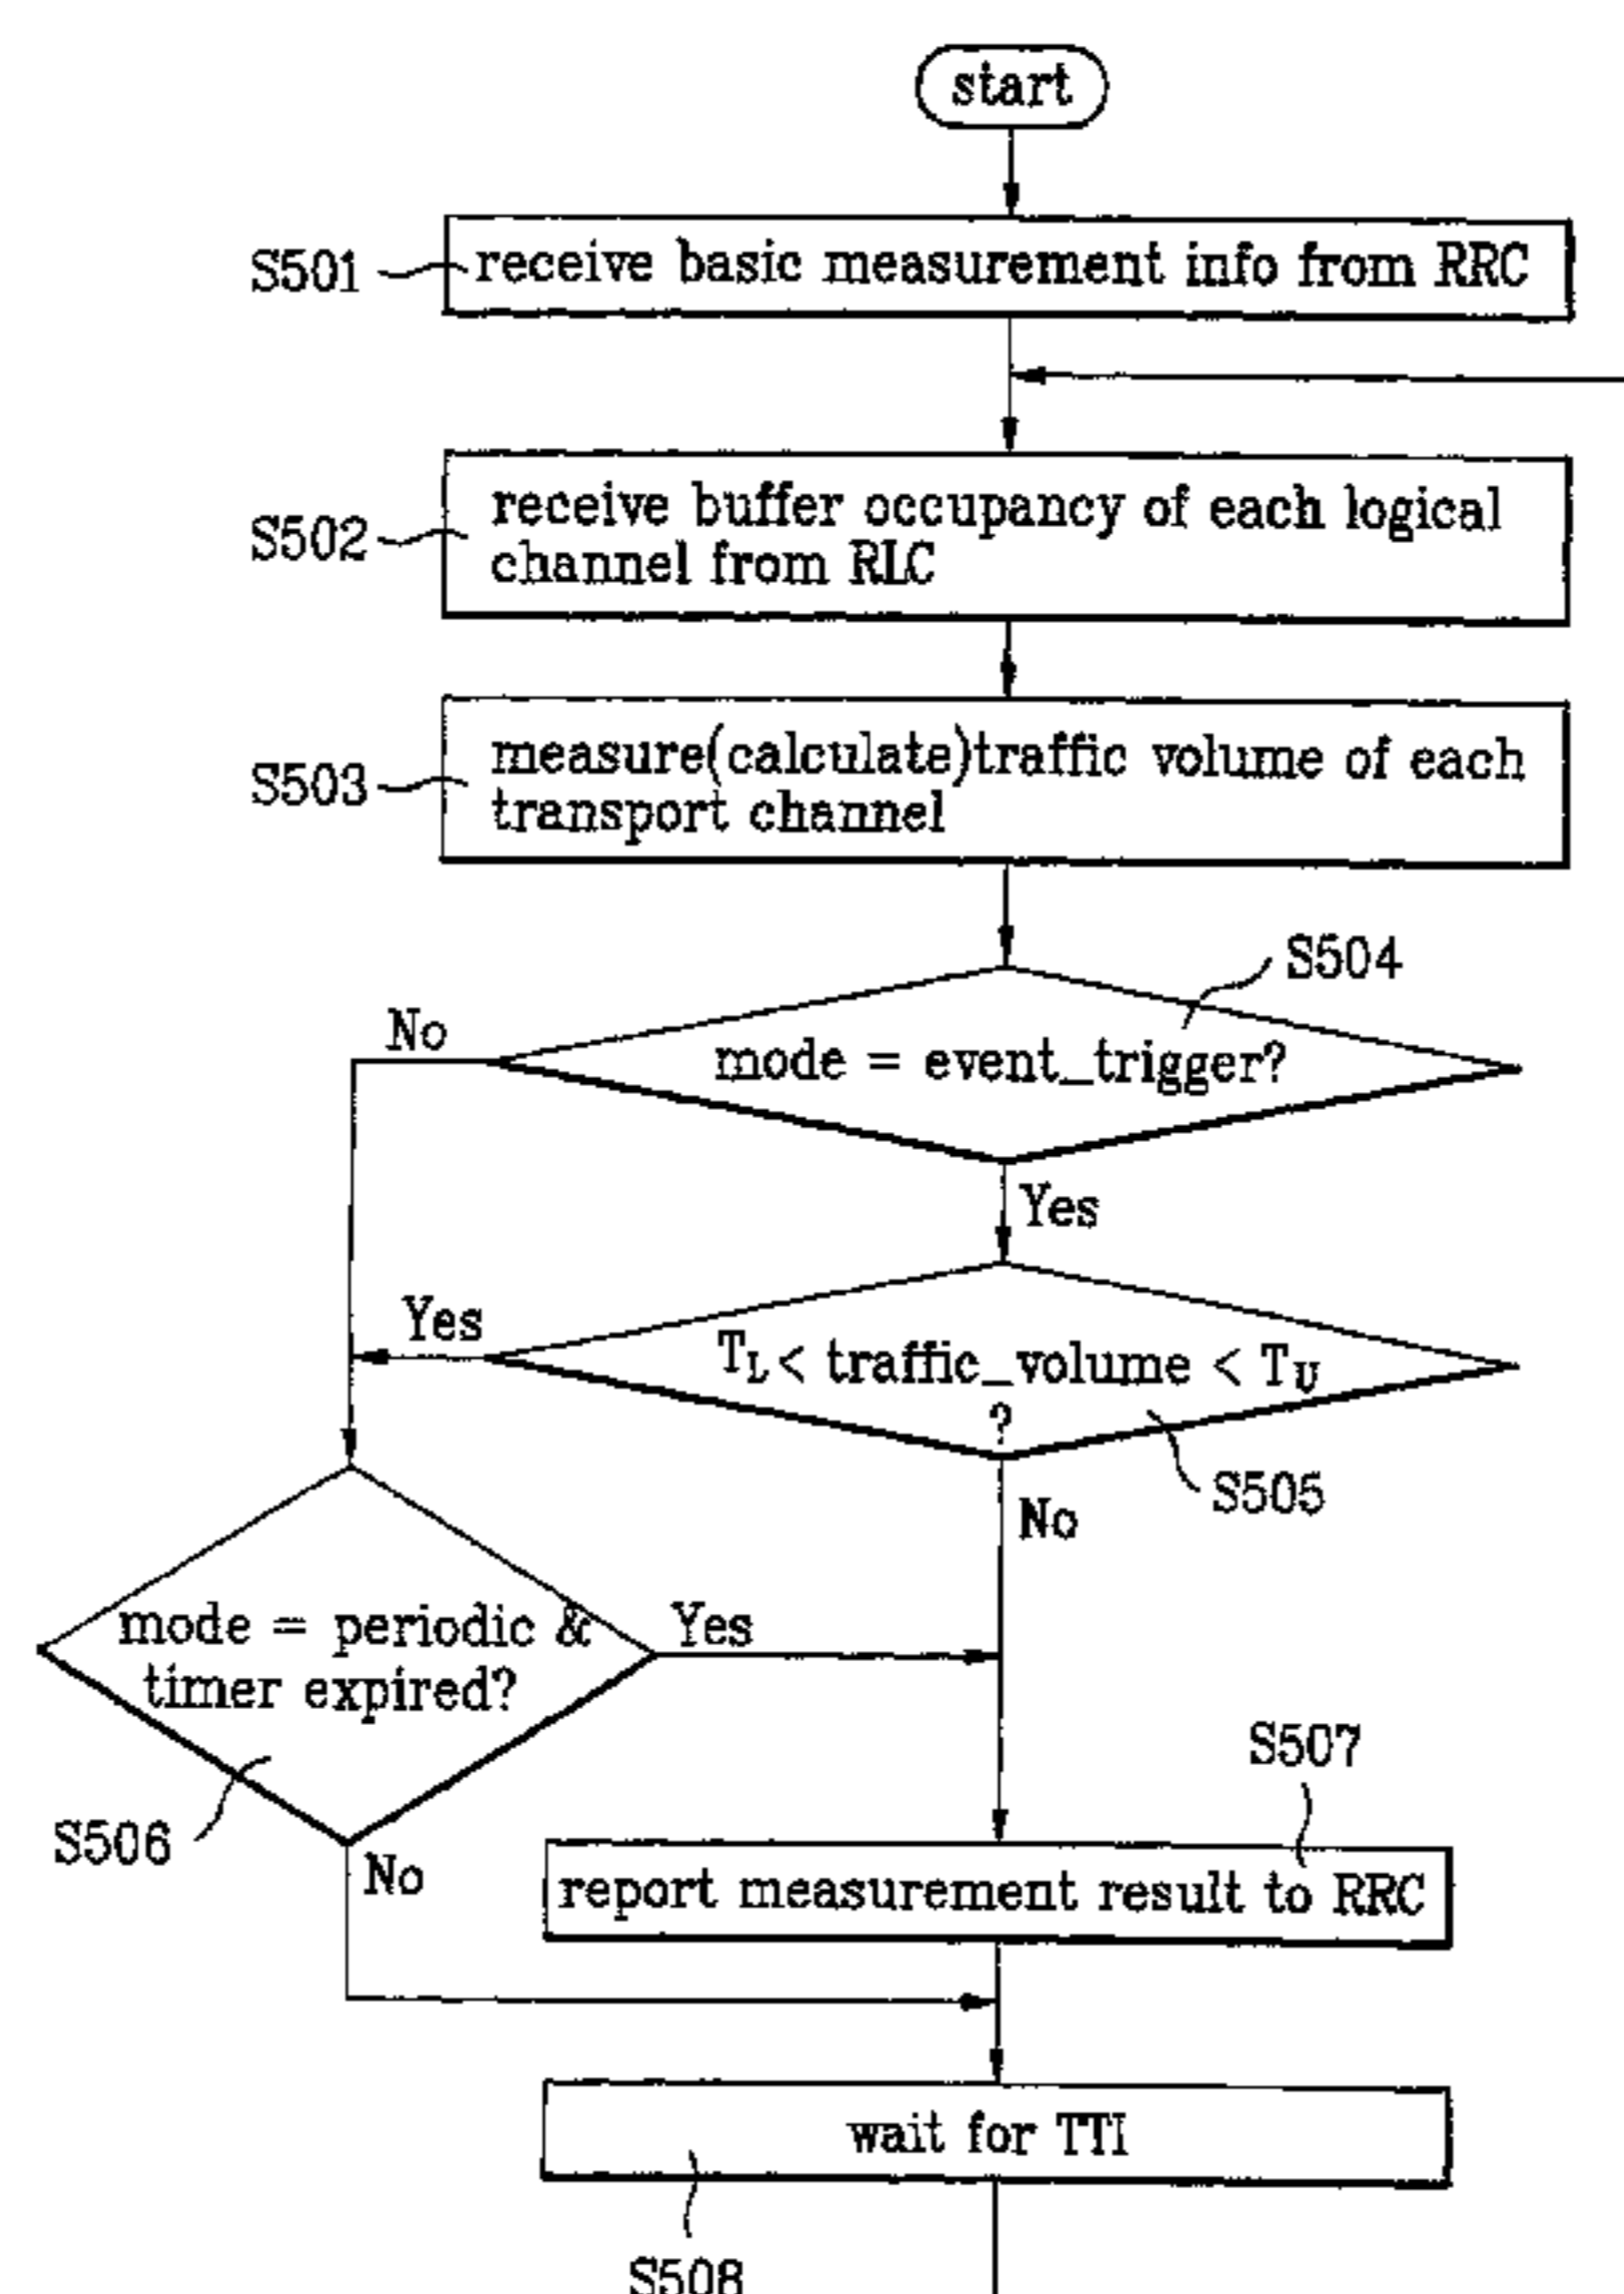 start
S501
receive basic measurement info from RRC
S502
receive buffer occupancy of each logical
channel from RLC
S503
measure(calculate)traffic volume of each
transport channel
S504
No
mode = event_trigger?
Yes
Yes
TL < traffic_volume < TU
?
S505
No
mode = periodic &
timer expired?
Yes
S506
No
S507
report measurement result to RRC
wait for TTI
S508